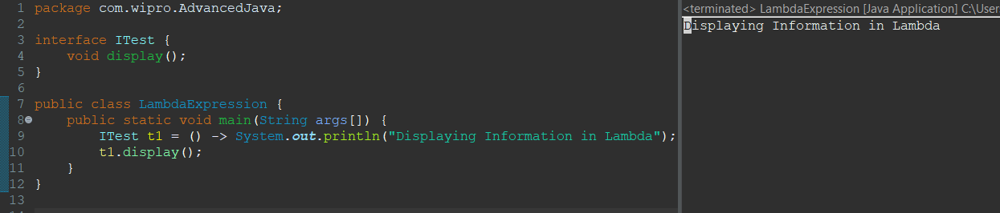 1 package com.wipro.AdvancedJava;
2
3 interface ITest {
4     void display();
5 }
6
7 public class LambdaExpression {
8     public static void main(String args[]) {
9         ITest t1 = () -> System.out.println("Displaying Information in Lambda");
10         t1.display();
11     }
12 }
13
<terminated> LambdaExpression [Java Application] C:\User
Displaying Information in Lambda